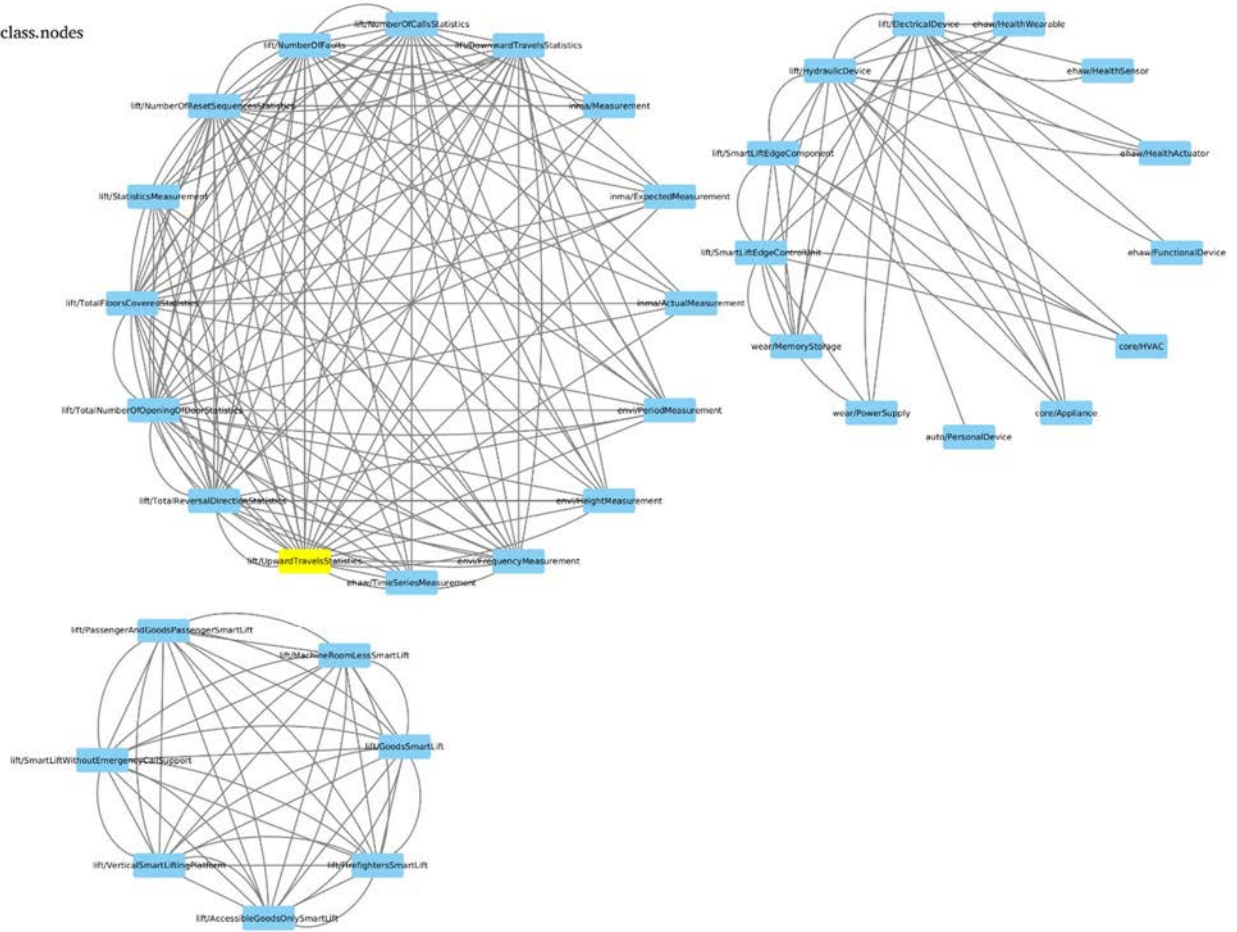 class.nodes
lift/NumberOfCallsStatistics
lift/NumberOfFaults
lift/DownwardTravelsStatistics
lift/NumberOfResetSequencesStatistics
inma/Measurement
lift/StatisticsMeasurement
inma/ExpectedMeasurement
lift/TotalFloorsCoveredStatistics
inma/ActualMeasurement
lift/TotalNumberOfOpeningOfDoorStatistics
envi/PeriodMeasurement
lift/TotalReversalDirectionStatistics
envi/HeightMeasurement
lift/UpwardTravelsStatistics
envi/FrequencyMeasurement
ehaw/TimeSeriesMeasurement
lift/ElectricalDevice
ehaw/HealthWearable
lift/HydraulicDevice
ehaw/HealthSensor
lift/SmartLiftEdgeComponent
ehaw/HealthActuator
lift/SmartLiftEdgeControlUnit
ehaw/FunctionalDevice
wear/MemoryStorage
core/HVAC
wear/PowerSupply
core/Appliance
auto/PersonalDevice
lift/PassengerAndGoodsPassengerSmartLift
lift/MachineRoomLessSmartLift
lift/GoodsSmartLift
lift/SmartLiftWithoutEmergencyCallSupport
lift/VerticalSmartLiftingPlatform
lift/FirefightersSmartLift
lift/AccessibleGoodsOnlySmartLift